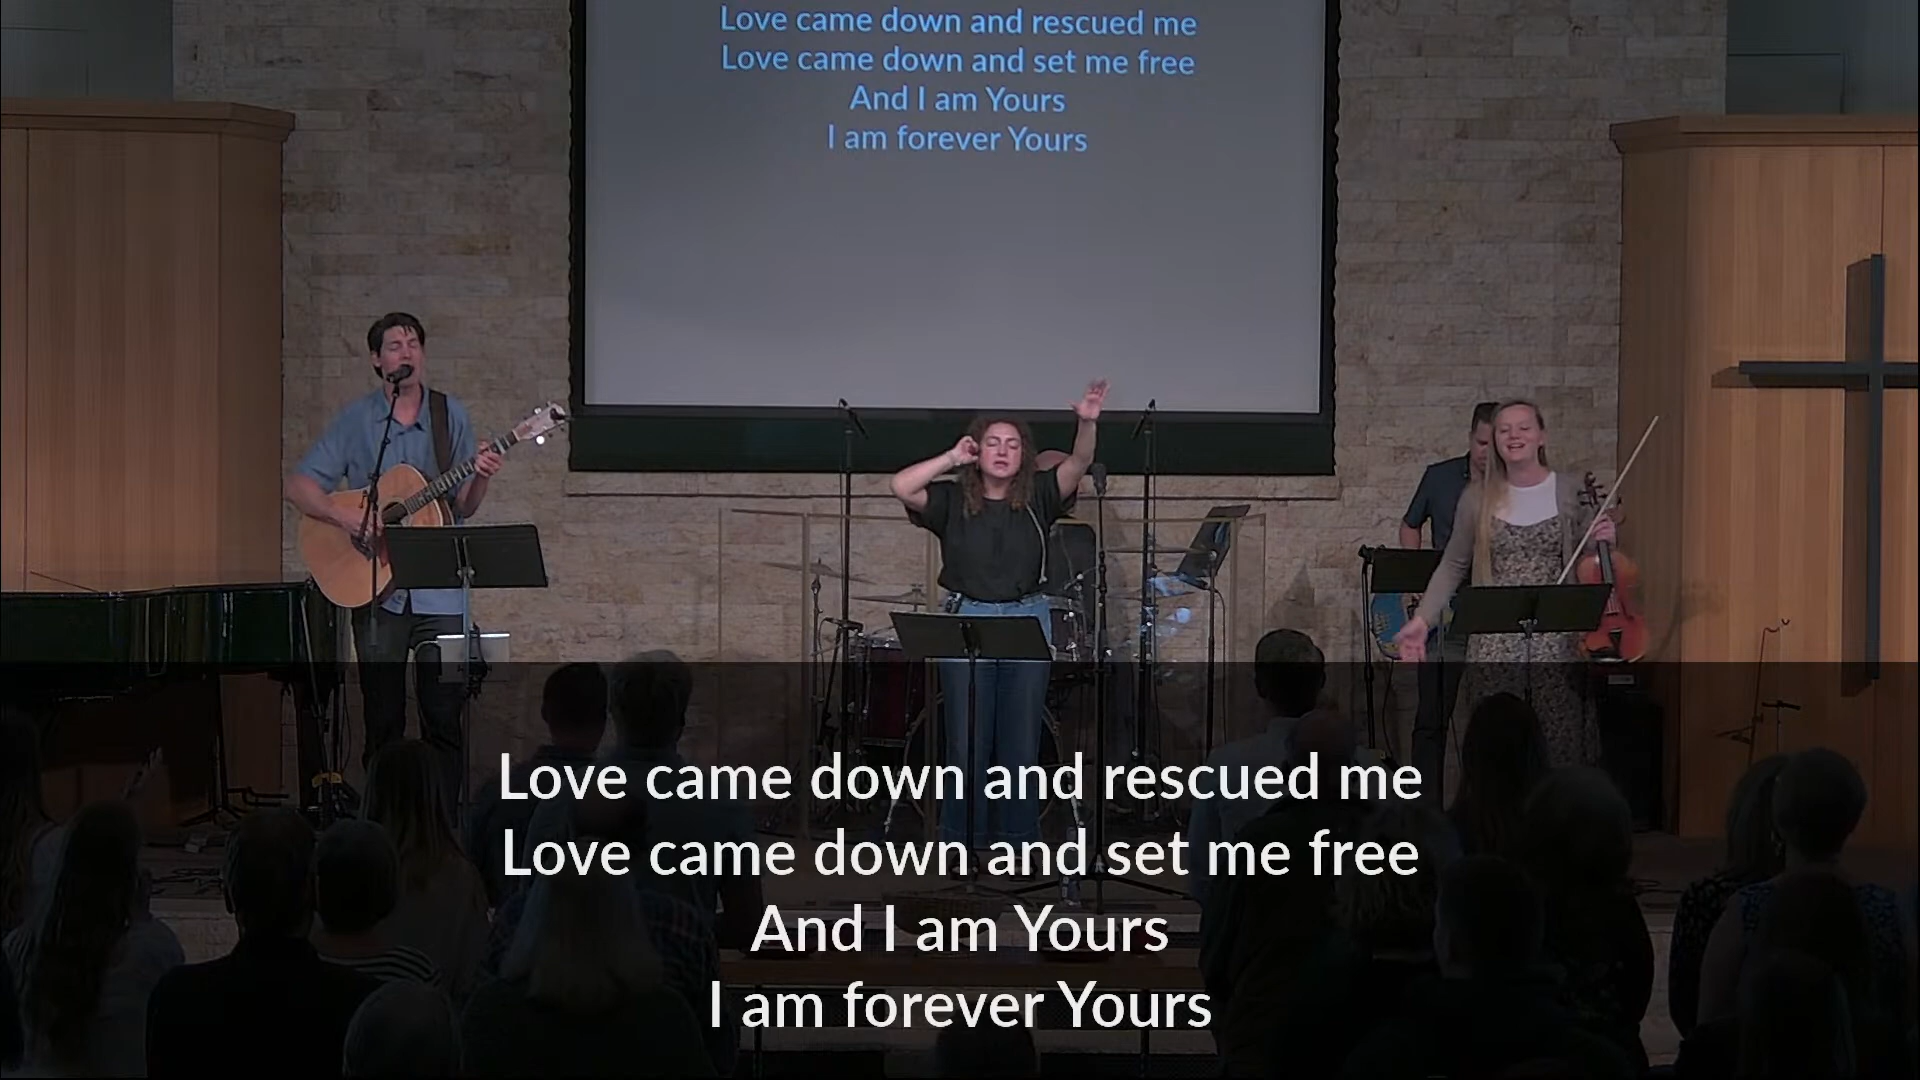 Love came down and rescued me
Love came down and set me free
And I am Yours
I am forever Yours
Love came down and rescued me
Love came down and set me free
And I am Yours
I am forever Yours